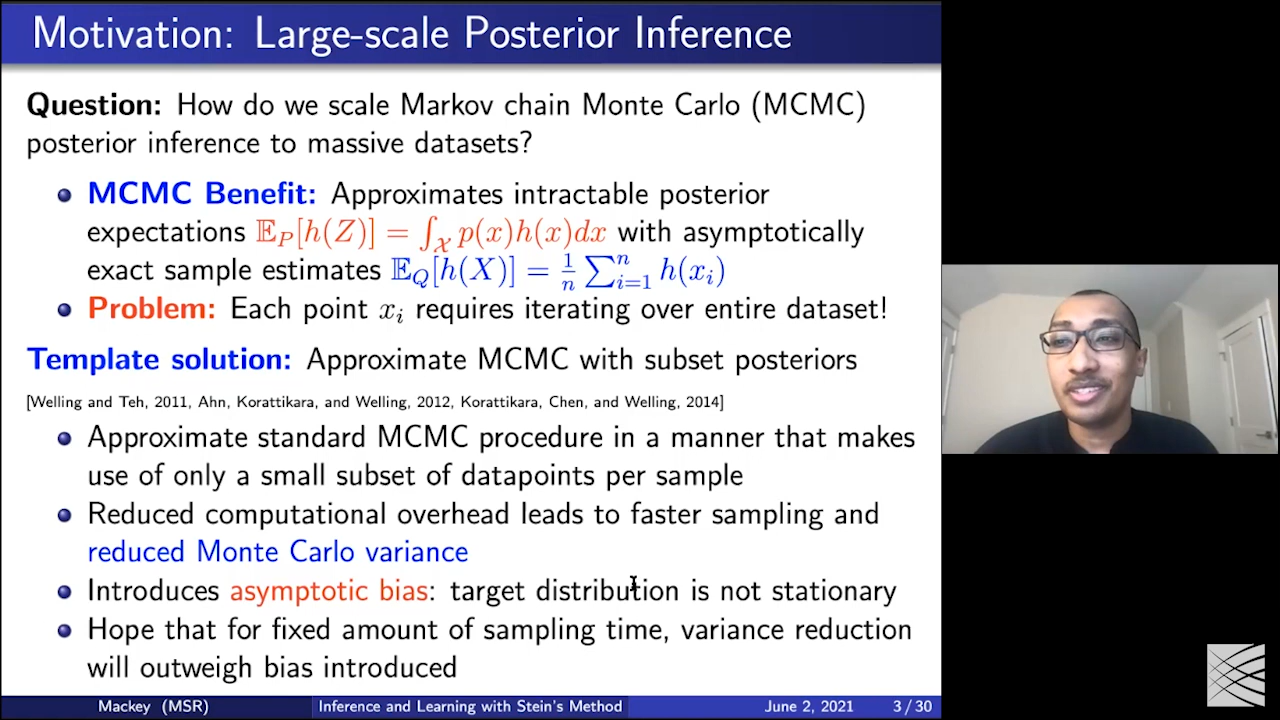 Motivation: Large-scale Posterior Inference
Question: How do we scale Markov chain Monte Carlo (MCMC)
posterior inference to massive datasets?
MCMC Benefit: Approximates intractable posterior
expectations 𝔼_P[h(Z)] = ∫_𝒳 p(x)h(x)dx with asymptotically
exact sample estimates 𝔼_Q[h(X)] = 1/n ∑_{i=1}^n h(x_i)
Problem: Each point x_i requires iterating over entire dataset!
Template solution: Approximate MCMC with subset posteriors
[Welling and Teh, 2011, Ahn, Korattikara, and Welling, 2012, Korattikara, Chen, and Welling, 2014]
Approximate standard MCMC procedure in a manner that makes
use of only a small subset of datapoints per sample
Reduced computational overhead leads to faster sampling and
reduced Monte Carlo variance
Introduces asymptotic bias: target distribution is not stationary
Hope that for fixed amount of sampling time, variance reduction
will outweigh bias introduced
Mackey (MSR) Inference and Learning with Stein's Method June 2, 2021 3 / 30